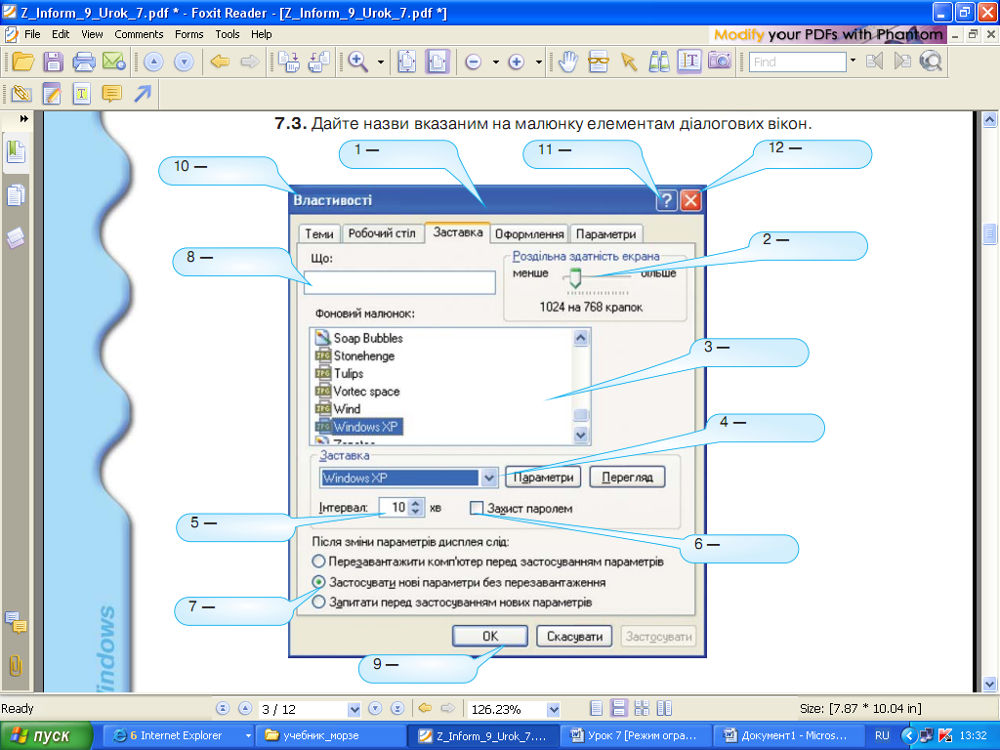 Z_Inform_9_Urok_7.pdf * - Foxit Reader - [Z_Inform_9_Urok_7.pdf *]
File Edit View Comments Forms Tools Help
Modify your PDFs with Phantom
Find
7.3. Дайте назви вказаним на малюнку елементам діалогових вікон.
10 —
1 —
11 —
12 —
Властивості
Теми Робочий стіл Заставка Оформлення Параметри
8 —
Що:
Роздільна здатність екрана
2 —
менше більше
1024 на 768 крапок
Фоновий малюнок:
Soap Bubbles
Stonehenge
Tulips
Vortec space
Wind
Windows XP
3 —
4 —
Заставка
Windows XP Параметри Перегляд
Інтервал: 10 хв Захист паролем
5 —
6 —
Після зміни параметрів дисплея слід:
Перезавантажити комп'ютер перед застосуванням параметрів
Застосувати нові параметри без перезавантаження
Запитати перед застосуванням нових параметрів
7 —
OK Скасувати Застосувати
9 —
indows
Ready 3 / 12 126.23% Size: [7.87 * 10.04 in]
пуск 6 Internet Explorer учебник_морзе Z_Inform_9_Urok_7.... Урок 7 [Режим огра... Документ1 - Micros... RU 13:32